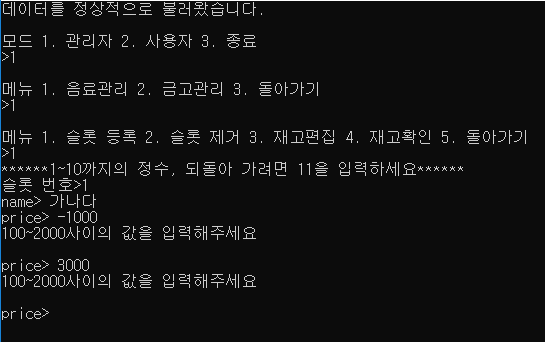 데이터를 정상적으로 불러왔습니다.
모드 1. 관리자 2. 사용자 3. 종료
>1
메뉴 1. 음료관리 2. 금고관리 3. 돌아가기
>1
메뉴 1. 슬롯 등록 2. 슬롯 제거 3. 재고편집 4. 재고확인 5. 돌아가기
>1
******1~10까지의 정수, 되돌아 가려면 11을 입력하세요******
슬롯 번호>1
name> 가나다
price> -1000
100~2000사이의 값을 입력해주세요
price> 3000
100~2000사이의 값을 입력해주세요
price>